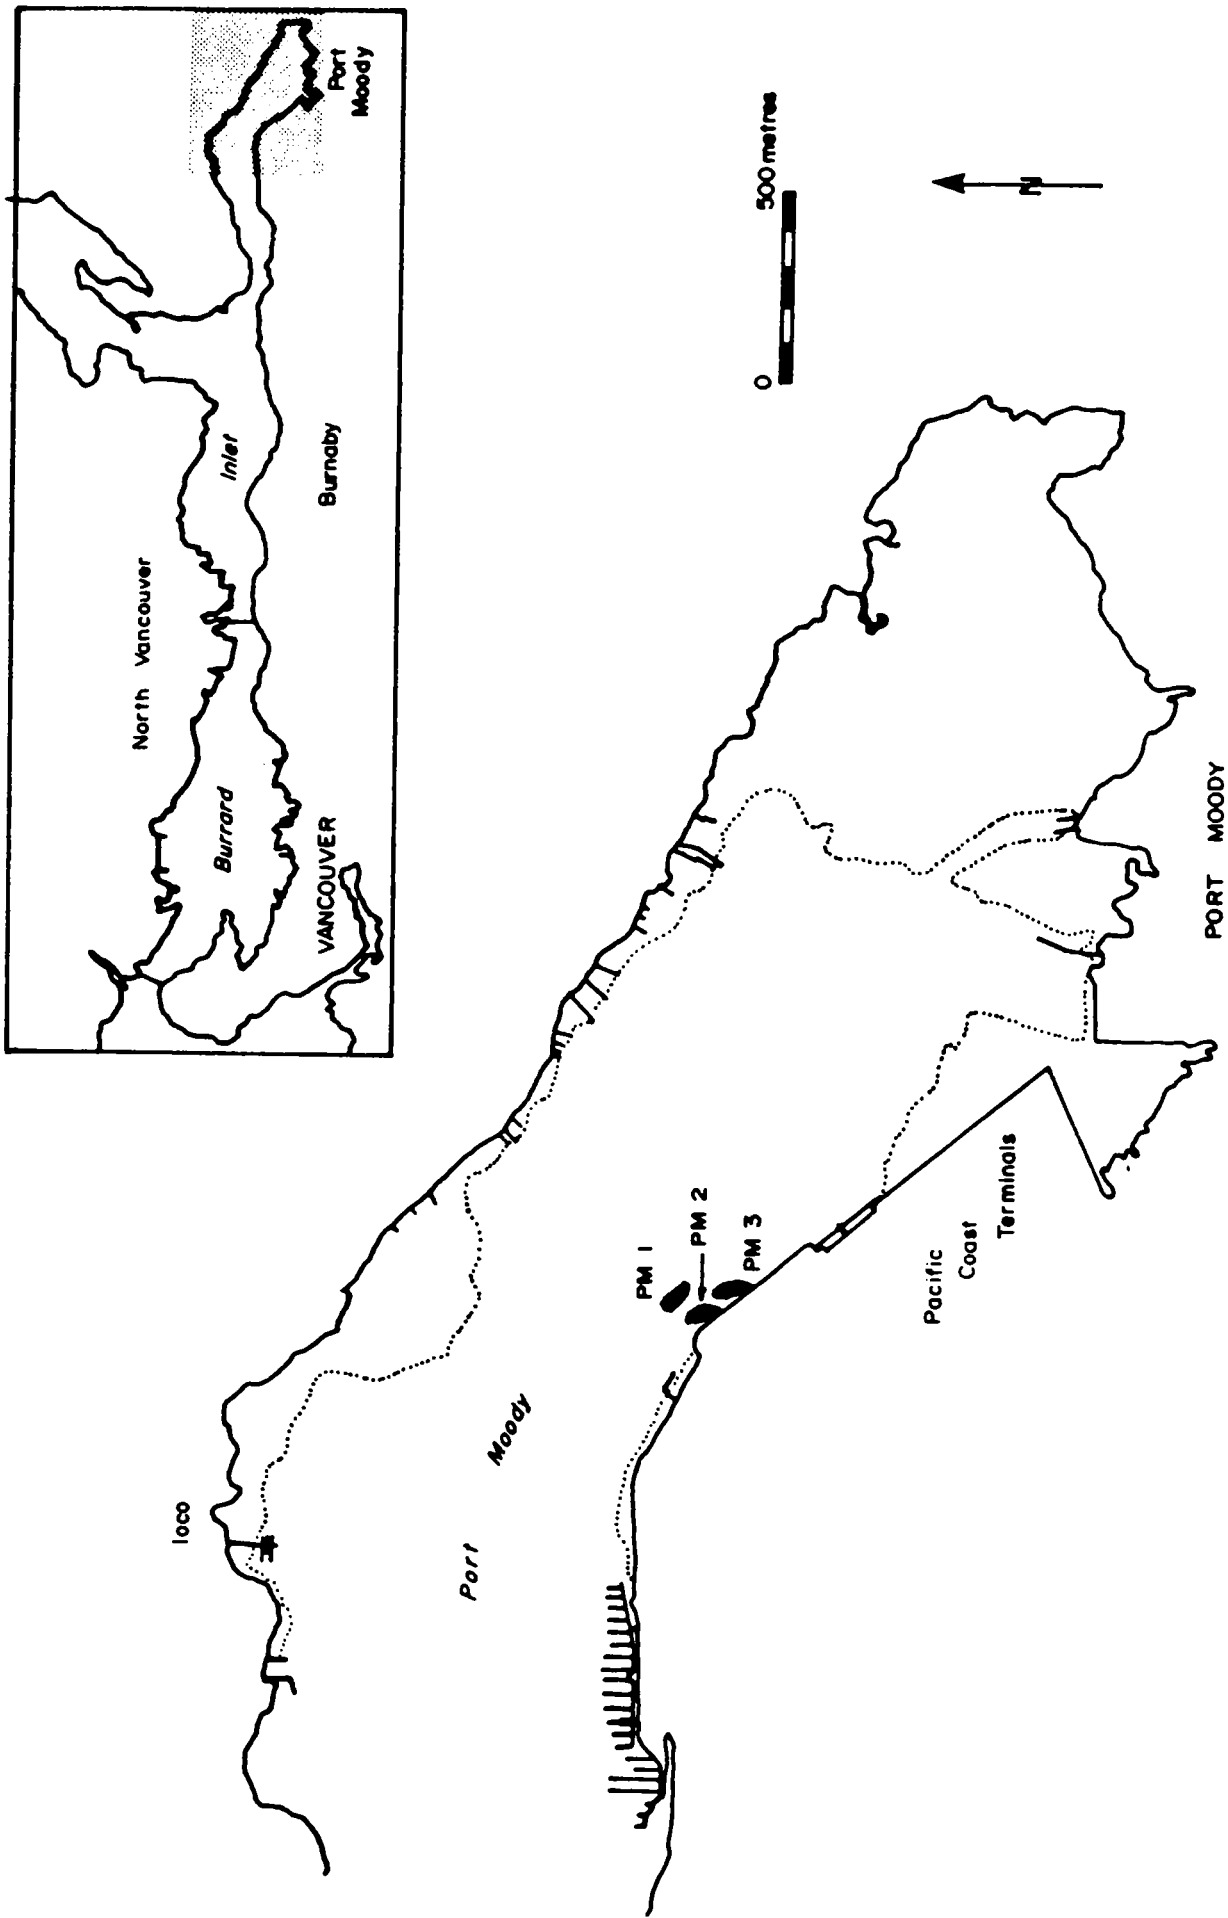 North Vancouver
Burrard
Inlet
VANCOUVER
Burnaby
Port
Moody
Ioco
Port
Moody
PM 1
PM 2
PM 3
Pacific
Coast
Terminals
PORT MOODY
0
500 metres
N